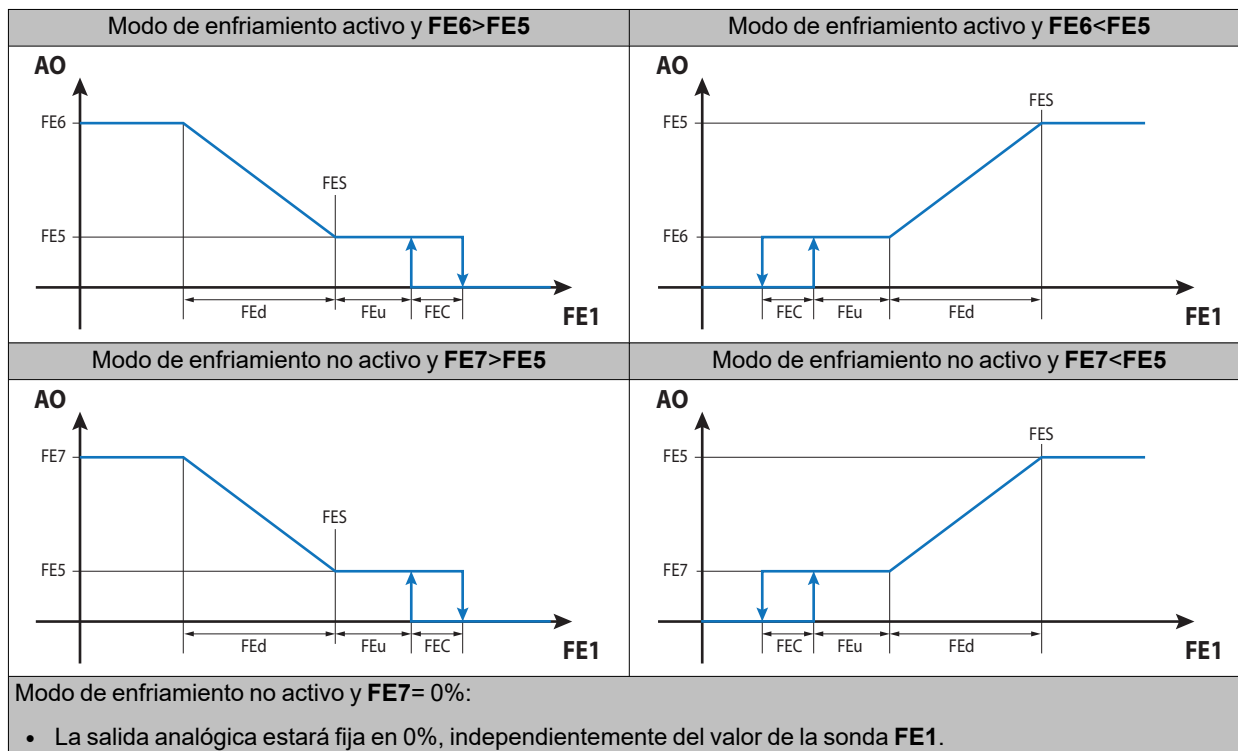 Modo de enfriamiento activo y FE6>FE5
AO
FE6
FES
FE5
FEd
FEu
FEC
FE1
Modo de enfriamiento activo y FE6<FE5
AO
FES
FE5
FE6
FEC
FEu
FEd
FE1
Modo de enfriamiento no activo y FE7>FE5
AO
FE7
FES
FE5
FEd
FEu
FEC
FE1
Modo de enfriamiento no activo y FE7<FE5
AO
FES
FE5
FE7
FEC
FEu
FEd
FE1
Modo de enfriamiento no activo y FE7= 0%:
• La salida analógica estará fija en 0%, independientemente del valor de la sonda FE1.